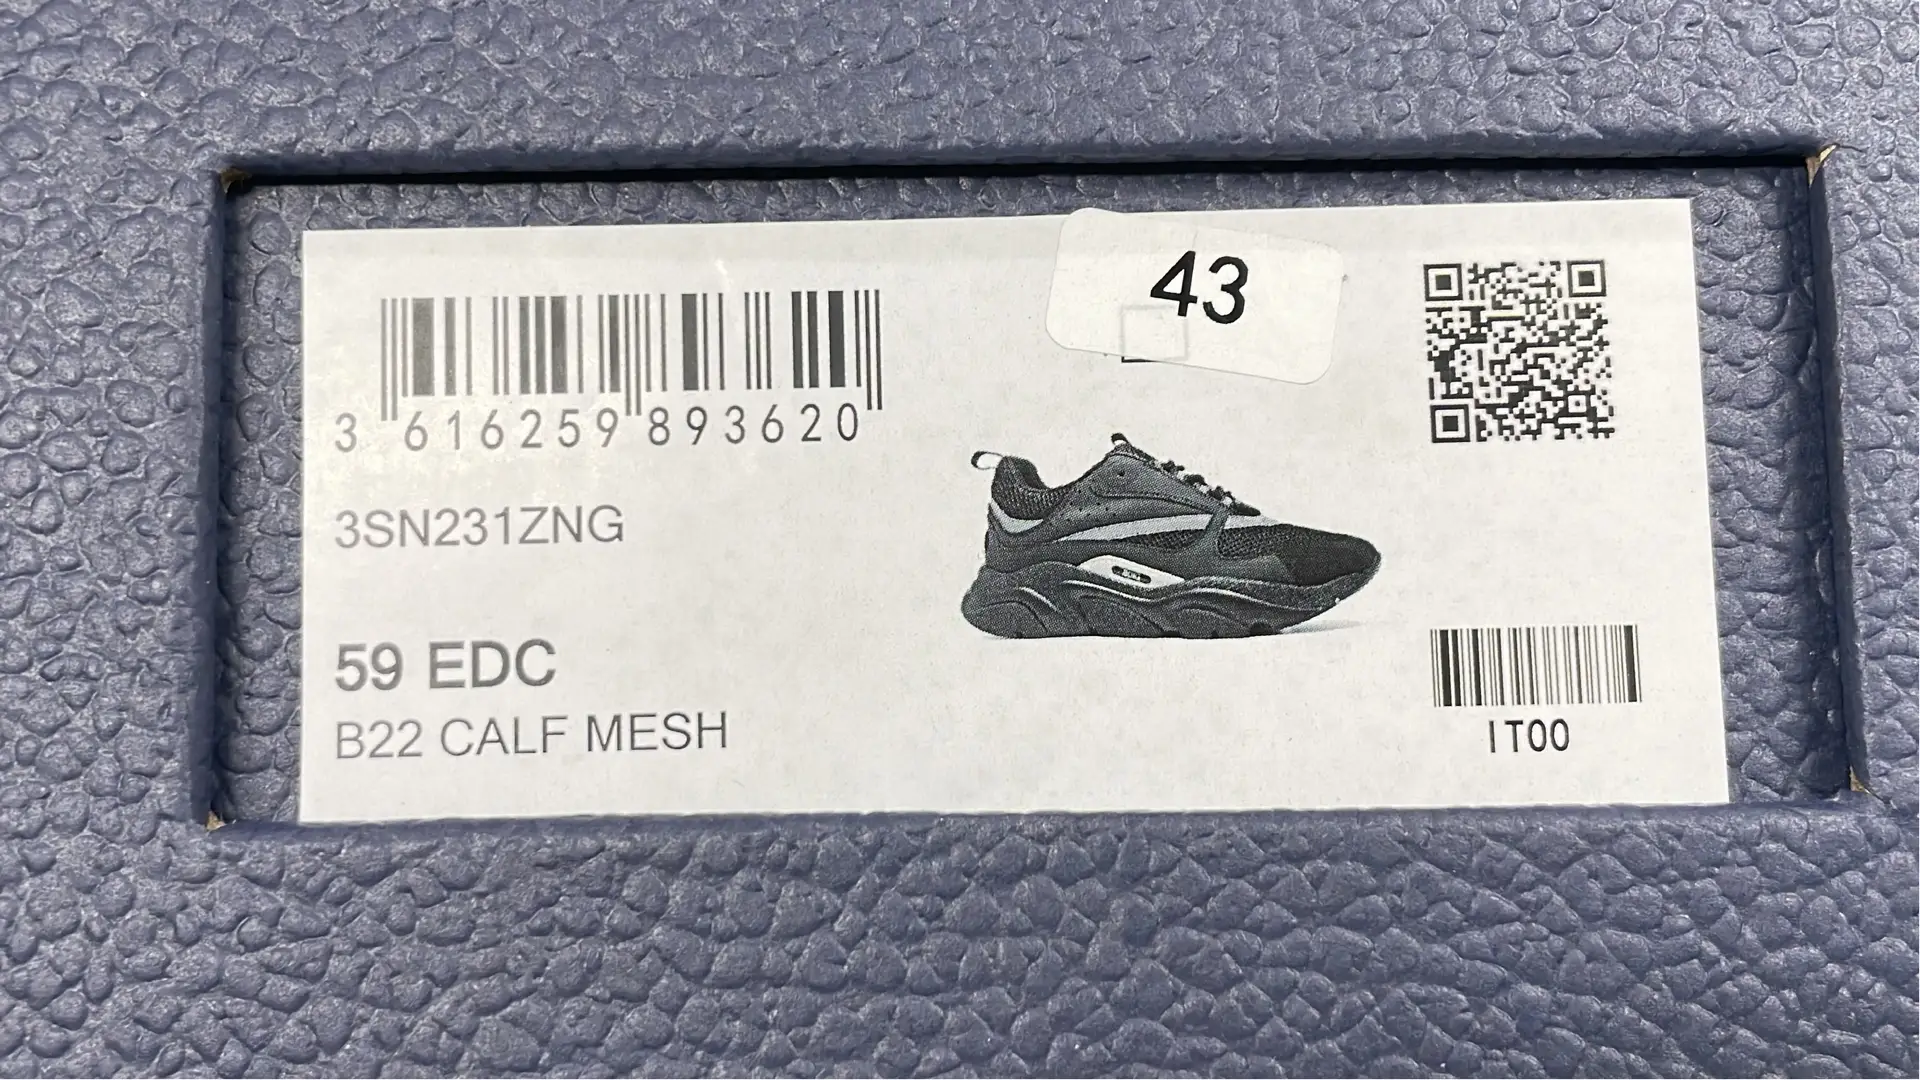 43
3 616259 893620
3SN231ZNG
59 EDC
B22 CALF MESH
IT00